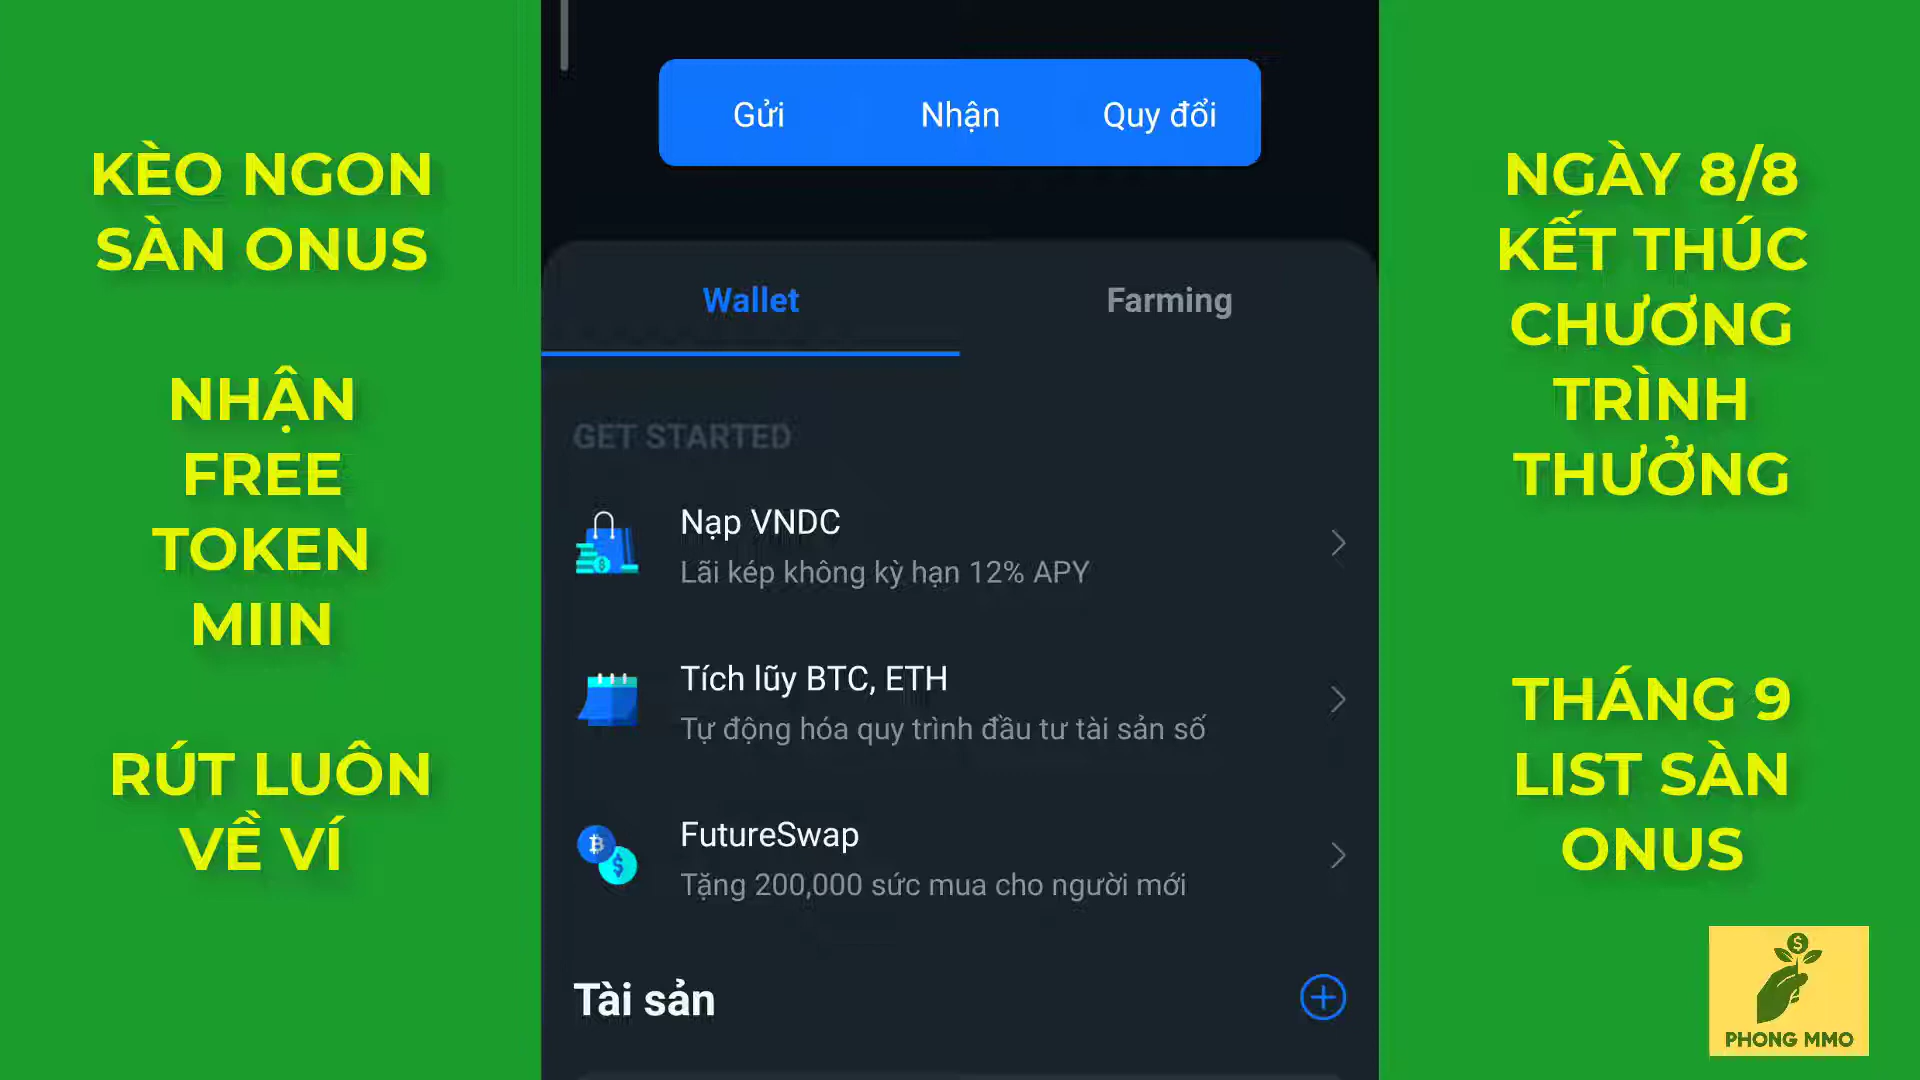 KÈO NGON
SÀN ONUS
NHẬN
FREE
TOKEN
MIIN
RÚT LUÔN
VỀ VÍ
Gửi
Nhận
Quy đổi
Wallet
Farming
GET STARTED
Nạp VNDC
Lãi kép không kỳ hạn 12% APY
Tích lũy BTC, ETH
Tự động hóa quy trình đầu tư tài sản số
FutureSwap
Tặng 200,000 sức mua cho người mới
Tài sản
NGÀY 8/8
KẾT THÚC
CHƯƠNG
TRÌNH
THƯỞNG
THÁNG 9
LIST SÀN
ONUS
PHONG MMO